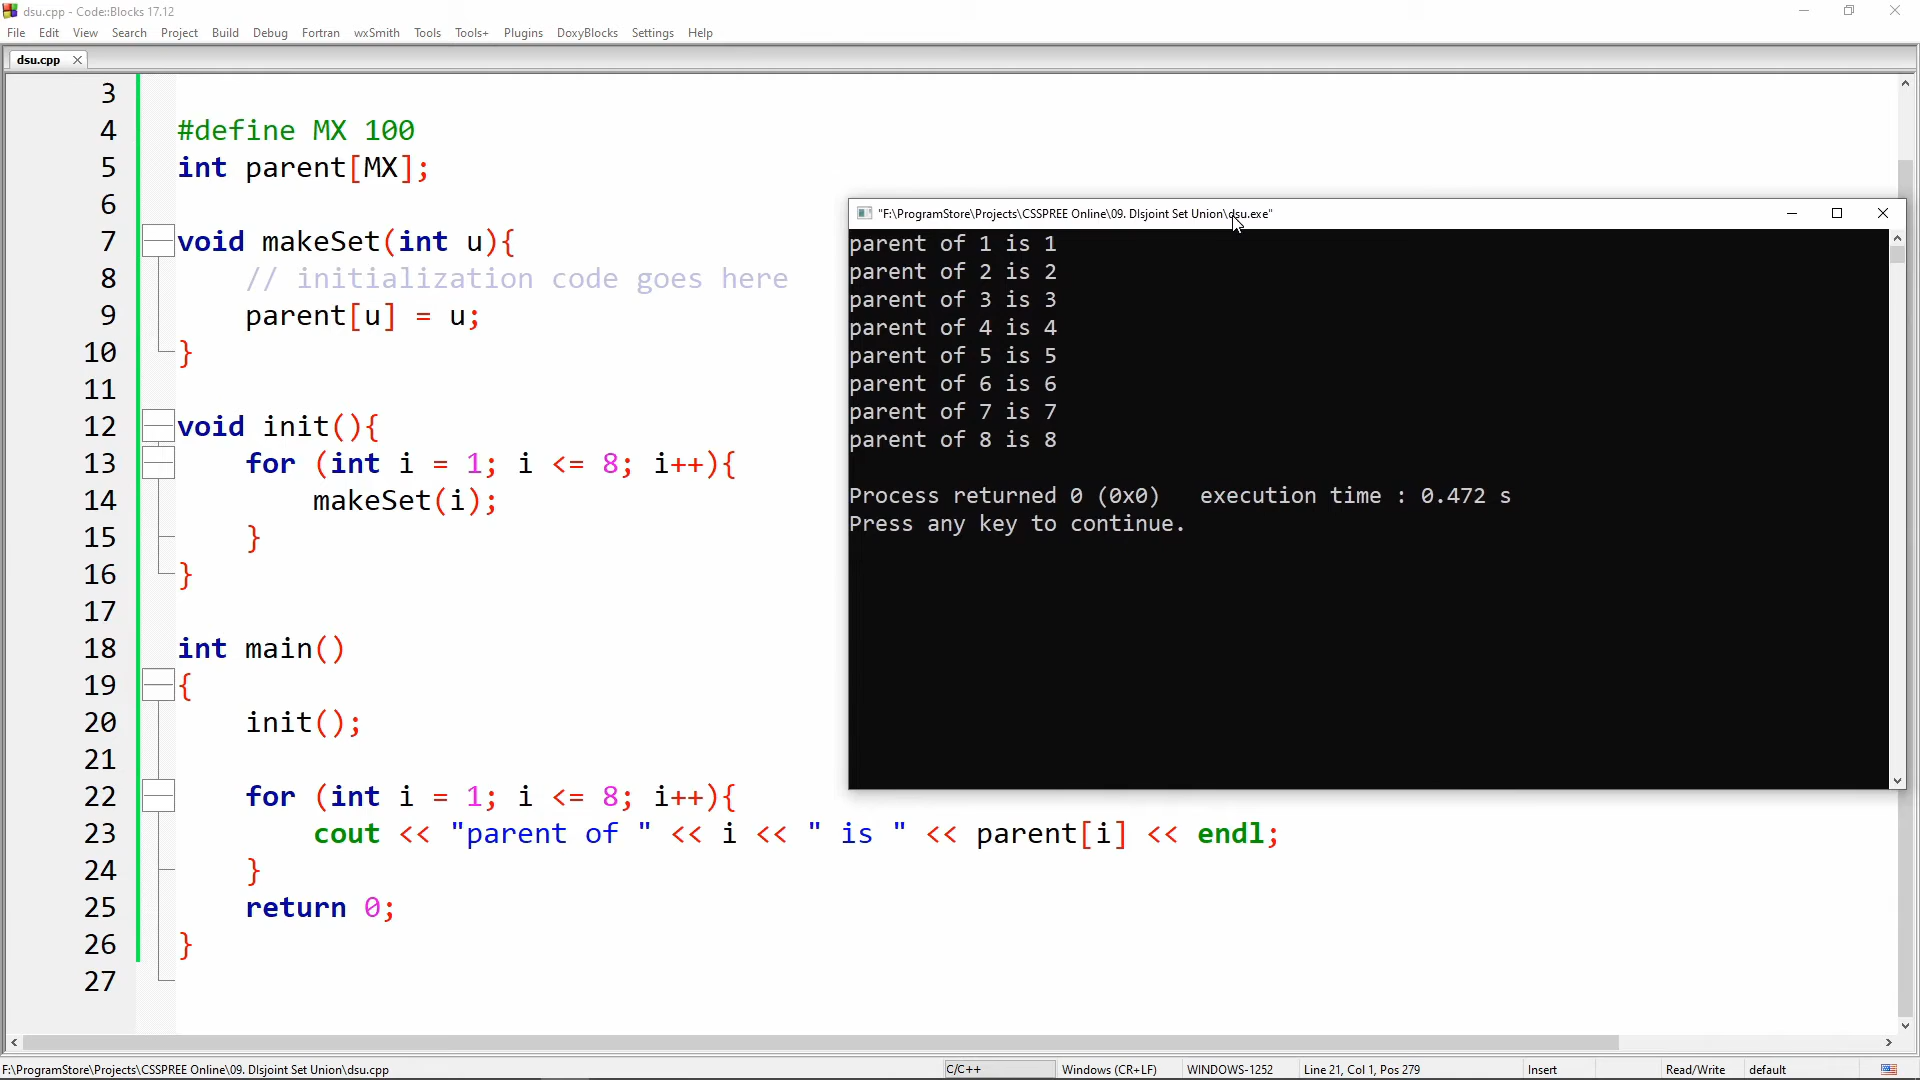 dsu.cpp - Code::Blocks 17.12
File Edit View Search Project Build Debug Fortran wxSmith Tools Tools+ Plugins DoxyBlocks Settings Help
dsu.cpp
3
4 #define MX 100
5 int parent[MX];
6
7 void makeSet(int u){
8 // initialization code goes here
9 parent[u] = u;
10 }
11
12 void init(){
13 for (int i = 1; i <= 8; i++){
14 makeSet(i);
15 }
16 }
17
18 int main()
19 {
20 init();
21
22 for (int i = 1; i <= 8; i++){
23 cout << "parent of " << i << " is " << parent[i] << endl;
24 }
25 return 0;
26 }
27
"F:\ProgramStore\Projects\CSSPREE Online\09. DIsjoint Set Union\dsu.exe"
parent of 1 is 1
parent of 2 is 2
parent of 3 is 3
parent of 4 is 4
parent of 5 is 5
parent of 6 is 6
parent of 7 is 7
parent of 8 is 8
Process returned 0 (0x0) execution time : 0.472 s
Press any key to continue.
F:\ProgramStore\Projects\CSSPREE Online\09. DIsjoint Set Union\dsu.cpp C/C++ Windows (CR+LF) WINDOWS-1252 Line 21, Col 1, Pos 279 Insert Read/Write default